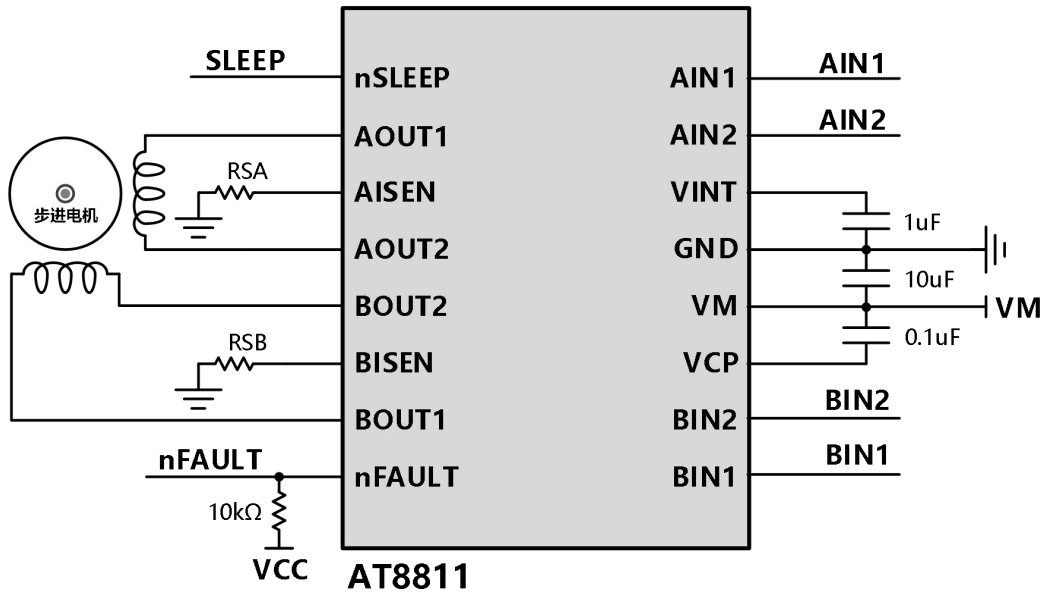 SLEEP
nSLEEP
AIN1
AIN1
AOUT1
AIN2
AIN2
RSA
AISEN
VINT
步进电机
1uF
AOUT2
GND
10uF
BOUT2
VM
VM
RSB
0.1uF
BISEN
VCP
BOUT1
BIN2
BIN2
nFAULT
nFAULT
BIN1
BIN1
10kΩ
VCC
AT8811